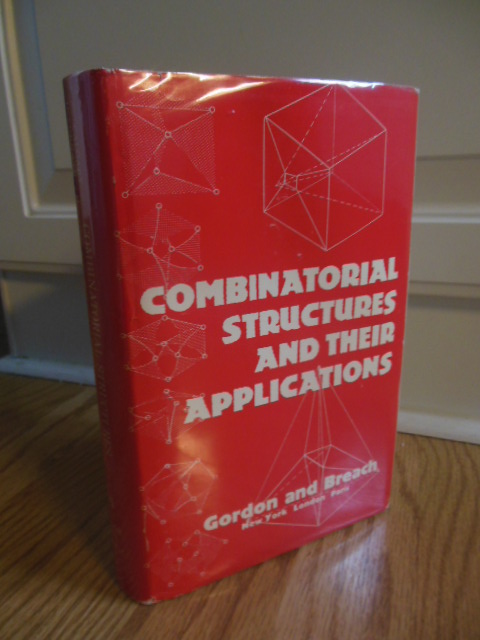 COMBINATORIAL
STRUCTURES
AND THEIR
APPLICATIONS
Gordon and Breach
New York London Paris